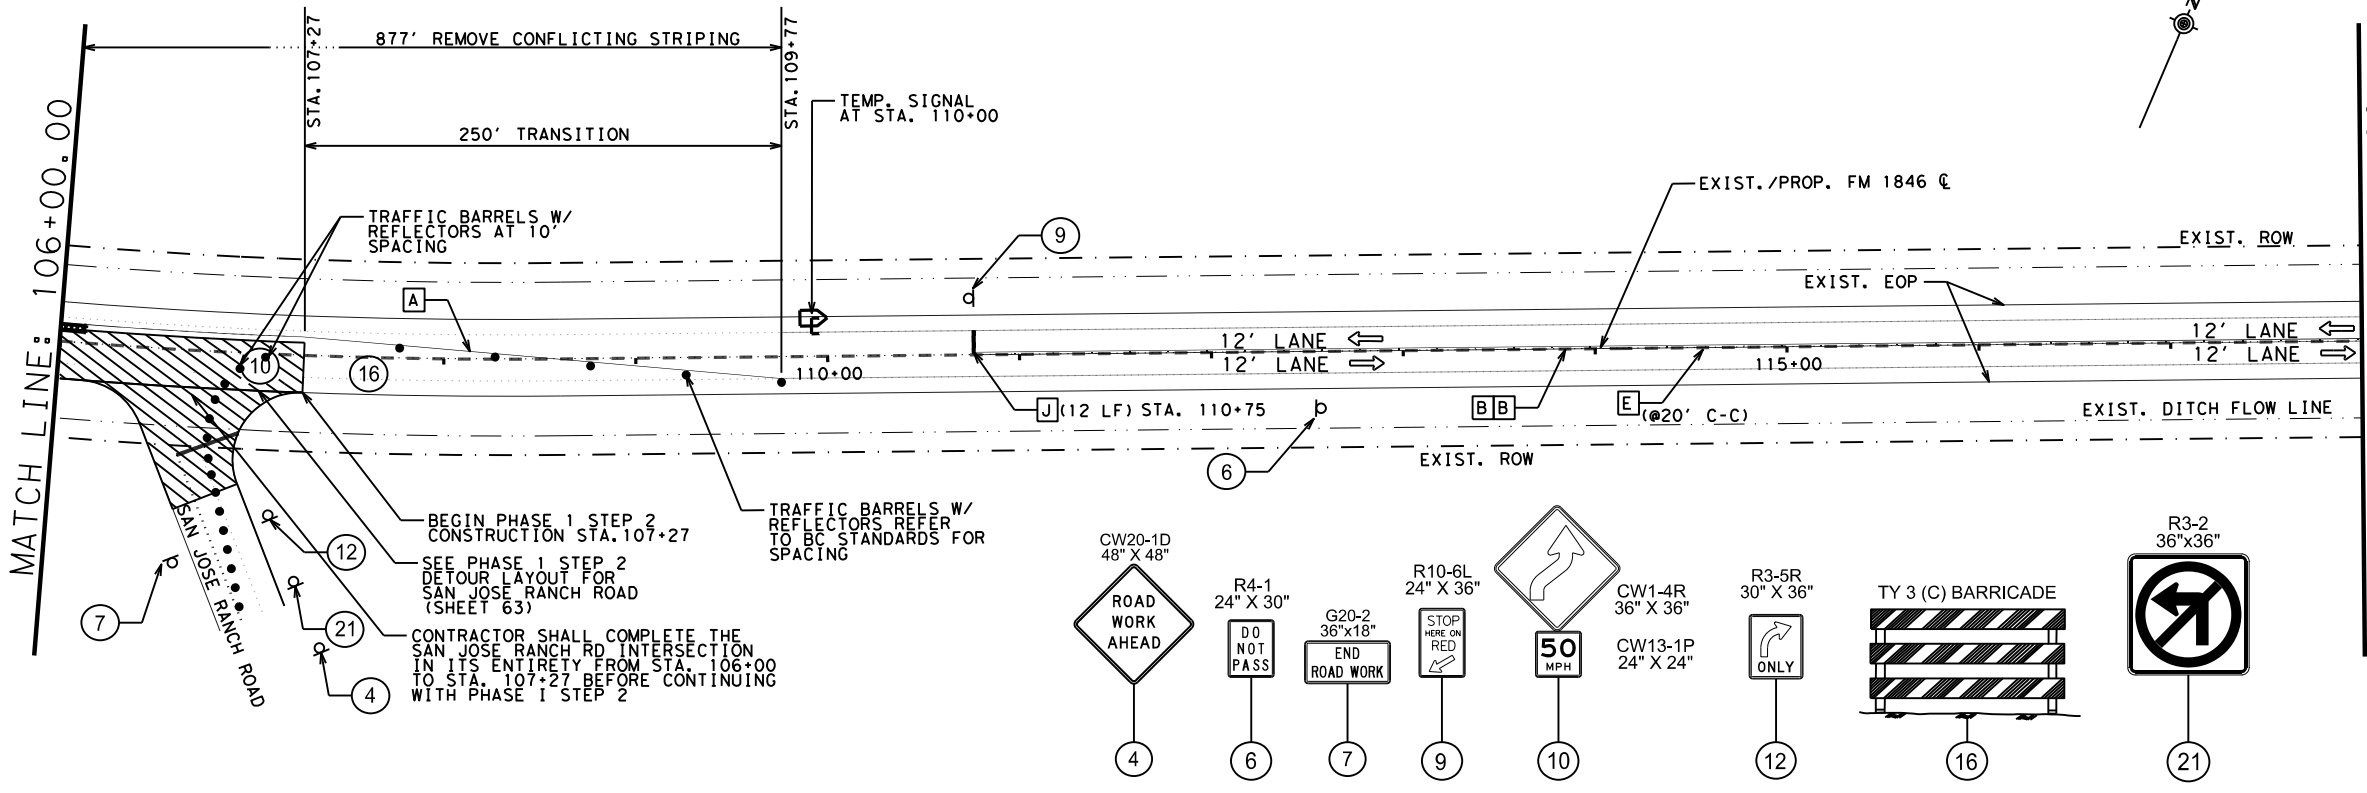 877' REMOVE CONFLICTING STRIPING
STA. 107+27
STA. 109+77
N
250' TRANSITION
TEMP. SIGNAL
AT STA. 110+00
MATCH LINE: 106+00.00
TRAFFIC BARRELS W/
REFLECTORS AT 10'
SPACING
EXIST./PROP. FM 1846 ℄
9
EXIST. ROW
A
EXIST. EOP
10
16
12' LANE
12' LANE
12' LANE
12' LANE
110+00
115+00
J (12 LF) STA. 110+75
B B
E (@20' C-C)
EXIST. DITCH FLOW LINE
6
EXIST. ROW
SAN JOSE RANCH ROAD
BEGIN PHASE 1 STEP 2
CONSTRUCTION STA.107+27
TRAFFIC BARRELS W/
REFLECTORS REFER
TO BC STANDARDS FOR
SPACING
12
SEE PHASE 1 STEP 2
DETOUR LAYOUT FOR
SAN JOSE RANCH ROAD
(SHEET 63)
7
21
CONTRACTOR SHALL COMPLETE THE
SAN JOSE RANCH RD INTERSECTION
IN ITS ENTIRETY FROM STA. 106+00
TO STA. 107+27 BEFORE CONTINUING
WITH PHASE I STEP 2
4
CW20-1D
48" X 48"
ROAD
WORK
AHEAD
4
R4-1
24" X 30"
DO
NOT
PASS
6
G20-2
36"x18"
END
ROAD WORK
7
R10-6L
24" X 36"
STOP
HERE ON
RED
9
CW1-4R
36" X 36"
50
MPH
CW13-1P
24" X 24"
10
R3-5R
30" X 36"
ONLY
12
TY 3 (C) BARRICADE
16
R3-2
36"x36"
21